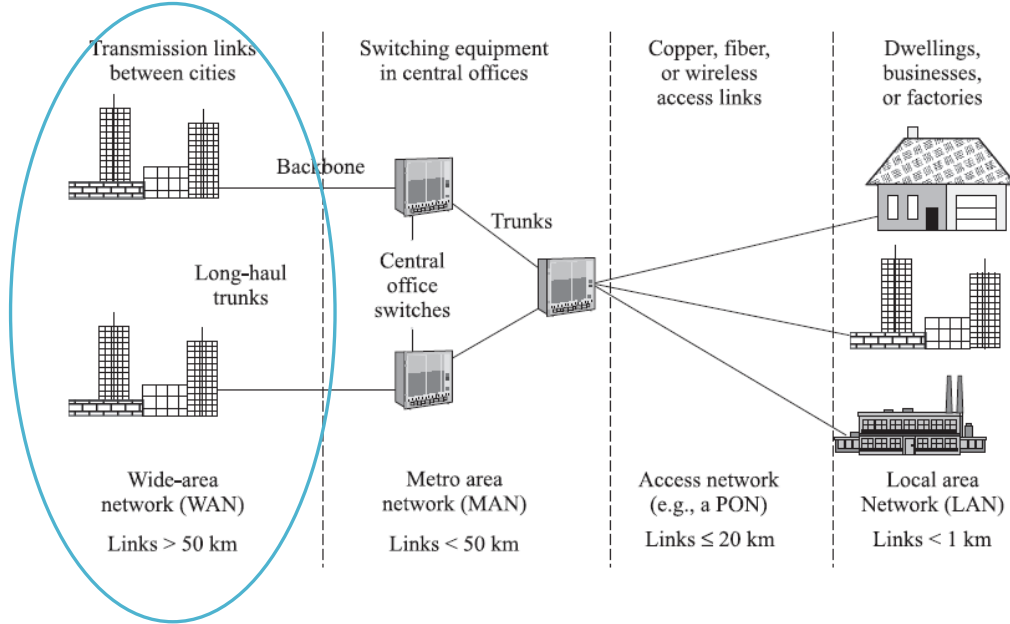 Transmission links
between cities
Switching equipment
in central offices
Copper, fiber,
or wireless
access links
Dwellings,
businesses,
or factories
Backbone
Trunks
Long-haul
trunks
Central
office
switches
Wide-area
network (WAN)
Links > 50 km
Metro area
network (MAN)
Links < 50 km
Access network
(e.g., a PON)
Links ≤ 20 km
Local area
Network (LAN)
Links < 1 km